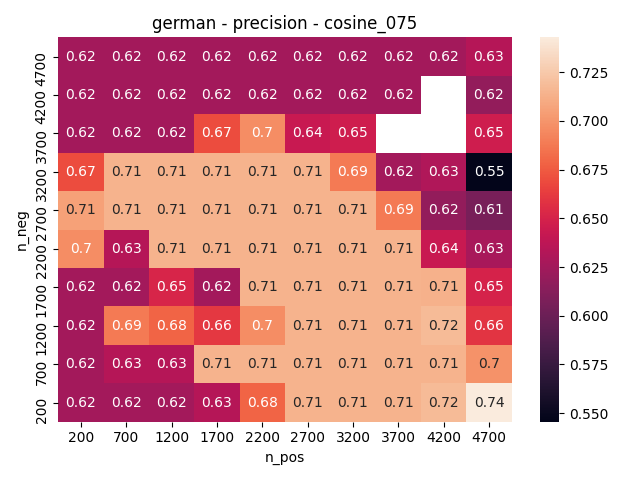 german - precision - cosine_075
4700 0.62 0.62 0.62 0.62 0.62 0.62 0.62 0.62 0.62 0.63
4200 0.62 0.62 0.62 0.62 0.62 0.62 0.62 0.62 0.62
3700 0.62 0.62 0.62 0.67 0.7 0.64 0.65 0.65
3200 0.67 0.71 0.71 0.71 0.71 0.71 0.69 0.62 0.63 0.55
2700 0.71 0.71 0.71 0.71 0.71 0.71 0.71 0.69 0.62 0.61
2200 0.7 0.63 0.71 0.71 0.71 0.71 0.71 0.71 0.64 0.63
1700 0.62 0.62 0.65 0.62 0.71 0.71 0.71 0.71 0.71 0.65
1200 0.62 0.69 0.68 0.66 0.7 0.71 0.71 0.71 0.72 0.66
700 0.62 0.63 0.63 0.71 0.71 0.71 0.71 0.71 0.71 0.7
200 0.62 0.62 0.62 0.63 0.68 0.71 0.71 0.71 0.72 0.74
200 700 1200 1700 2200 2700 3200 3700 4200 4700
n_pos
n_neg
0.725
0.700
0.675
0.650
0.625
0.600
0.575
0.550